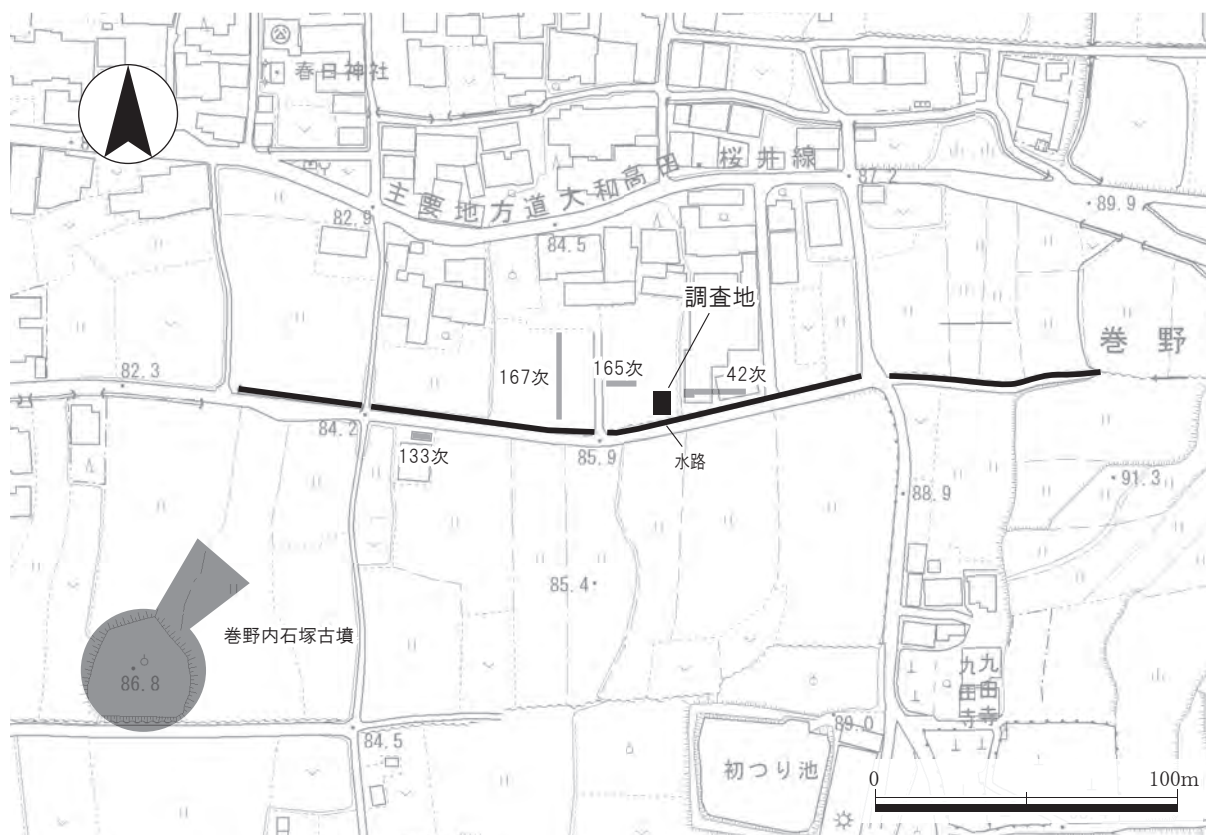 春日神社
主要地方道大和高田・桜井線
87.2
89.9
82.9
84.5
調査地
巻野
82.3
167次
165次
42次
84.2
133次
85.9
水路
91.3
88.9
85.4
巻野内石塚古墳
86.8
九田寺
九田寺
89.0
84.5
初つり池
0
100m